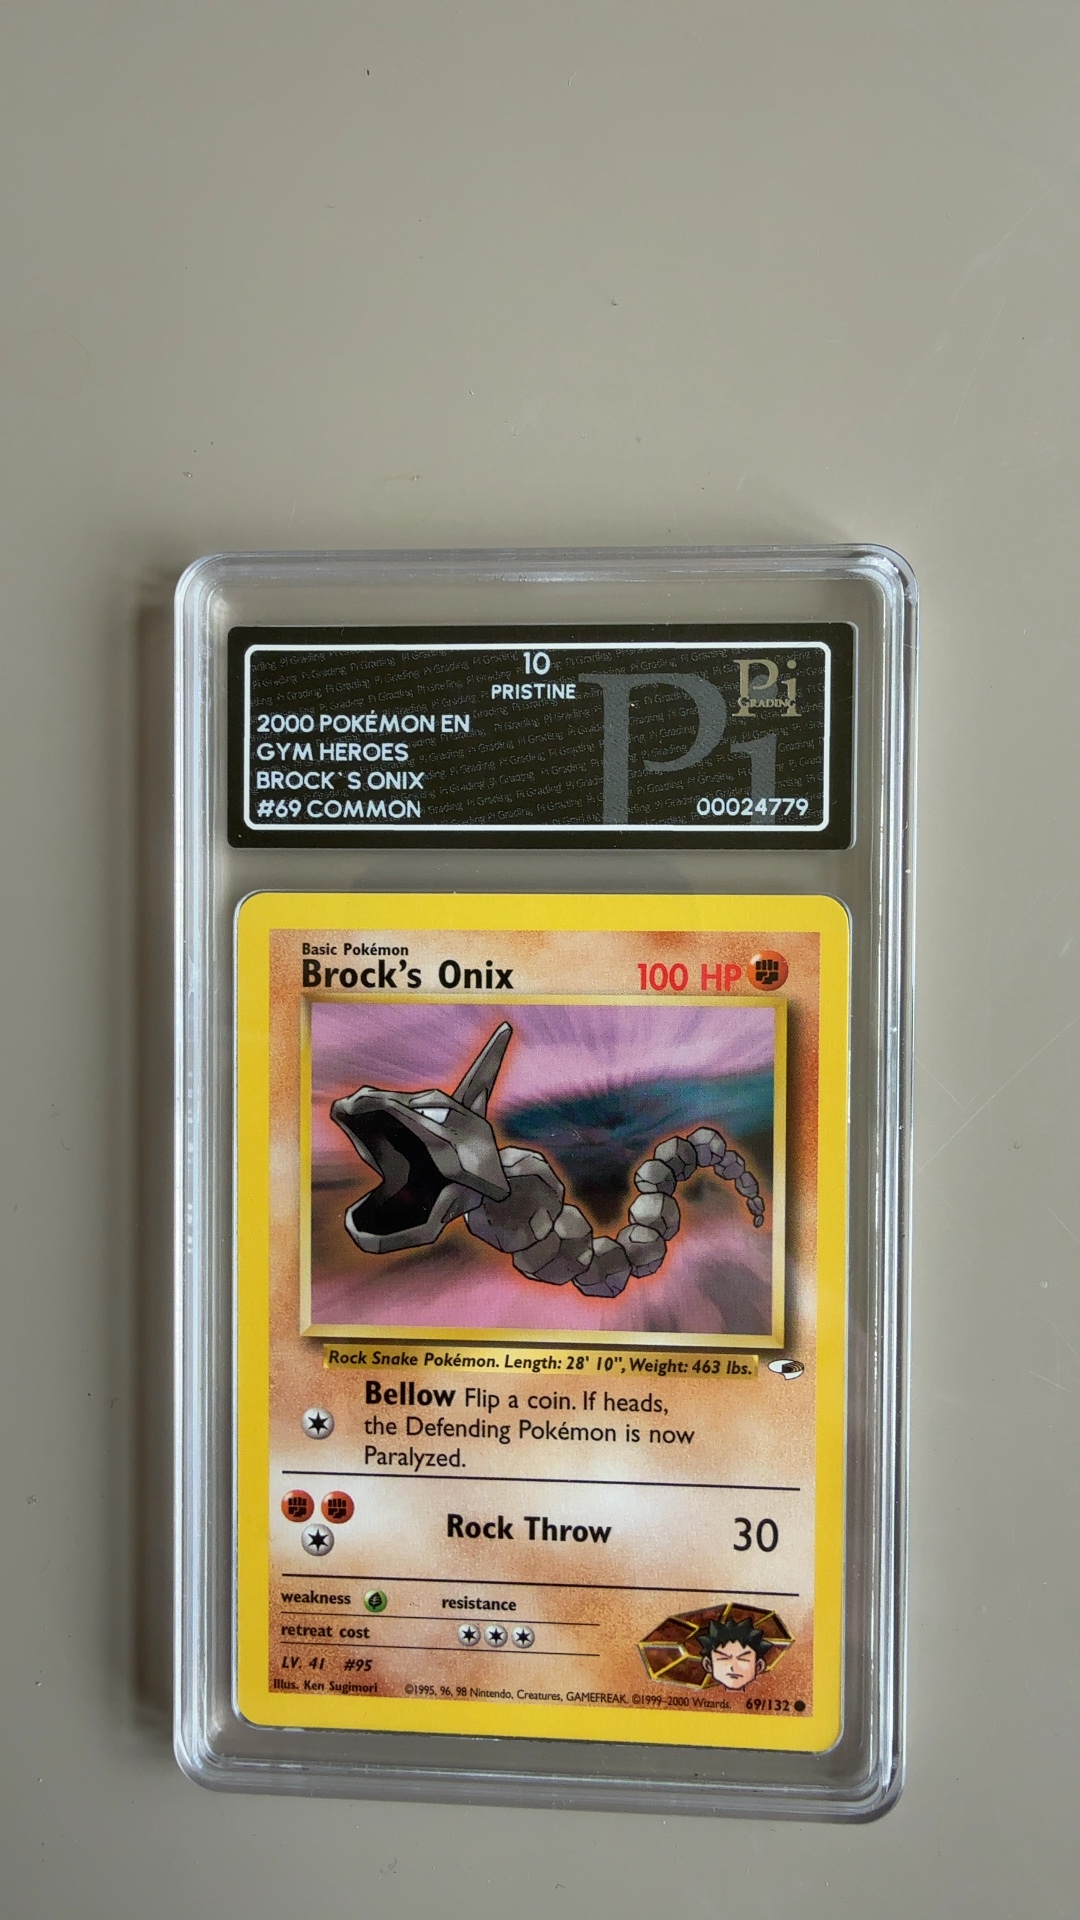 10
PRISTINE
Pi
GRADING
2000 POKÉMON EN
GYM HEROES
BROCK`S ONIX
#69 COMMON
00024779
Pi
Basic Pokémon
Brock's Onix
100 HP
Rock Snake Pokémon. Length: 28' 10", Weight: 463 lbs.
Bellow Flip a coin. If heads,
the Defending Pokémon is now
Paralyzed.
Rock Throw 30
weakness resistance
retreat cost
LV. 41 #95
Illus. Ken Sugimori
©1995, 96, 98 Nintendo, Creatures, GAMEFREAK. ©1999-2000 Wizards. 69/132